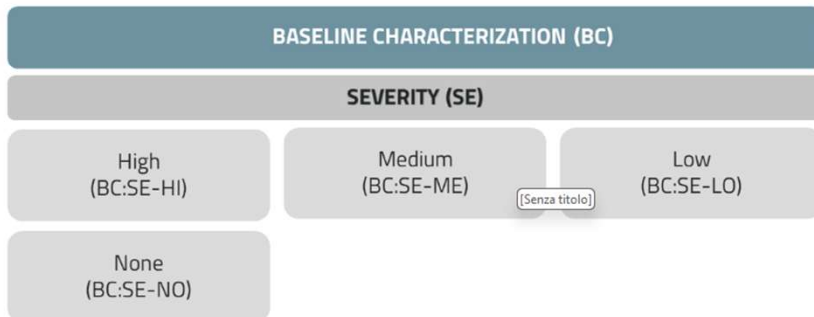 BASELINE CHARACTERIZATION (BC)
SEVERITY (SE)
High
(BC:SE-HI)
Medium
(BC:SE-ME)
Low
(BC:SE-LO)
[Senza titolo]
None
(BC:SE-NO)